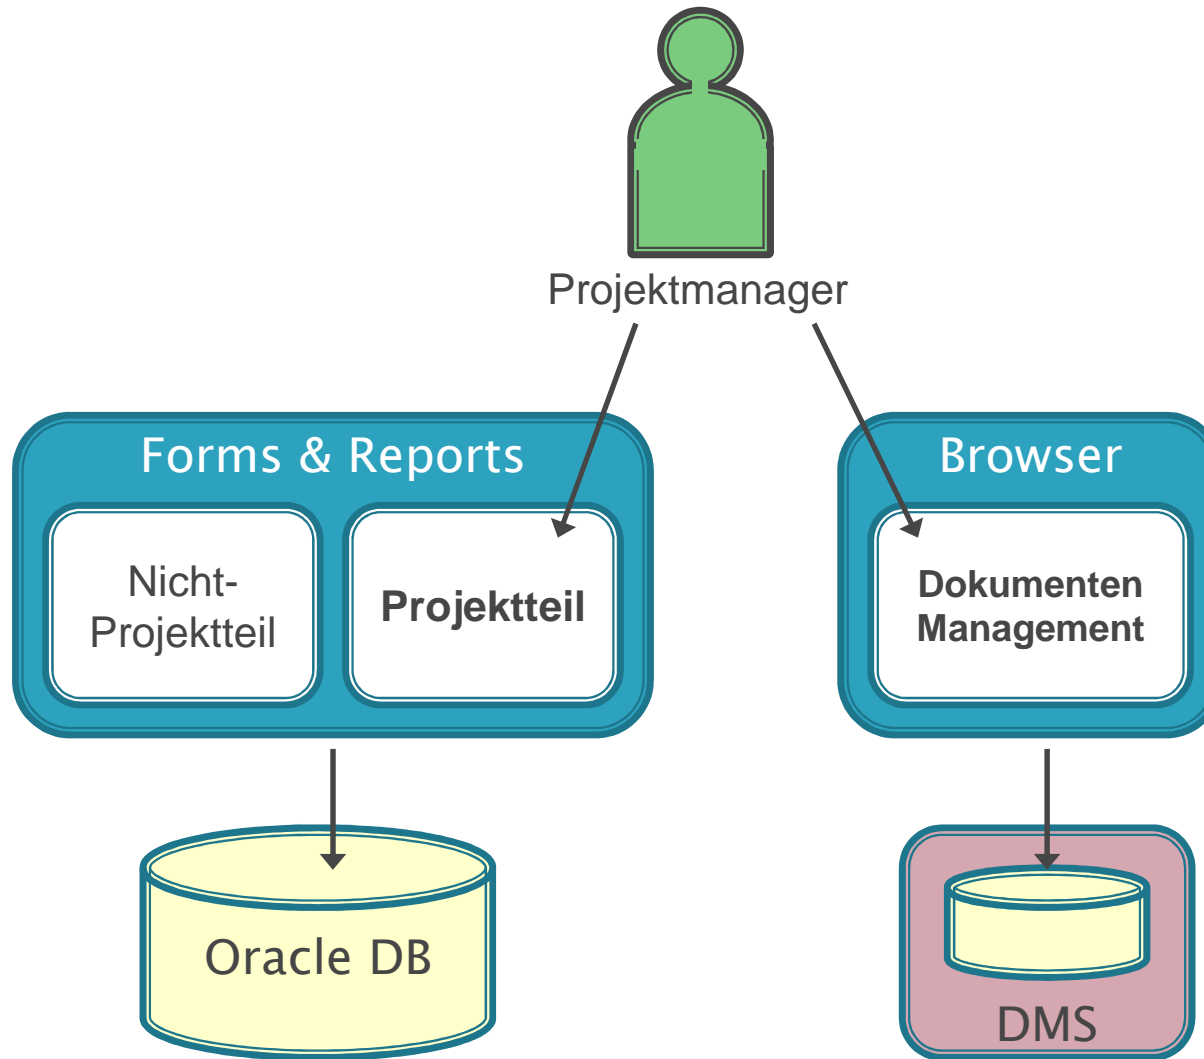 Projektmanager
Forms & Reports
Nicht-
Projektteil
Projektteil
Browser
Dokumenten
Management
Oracle DB
DMS